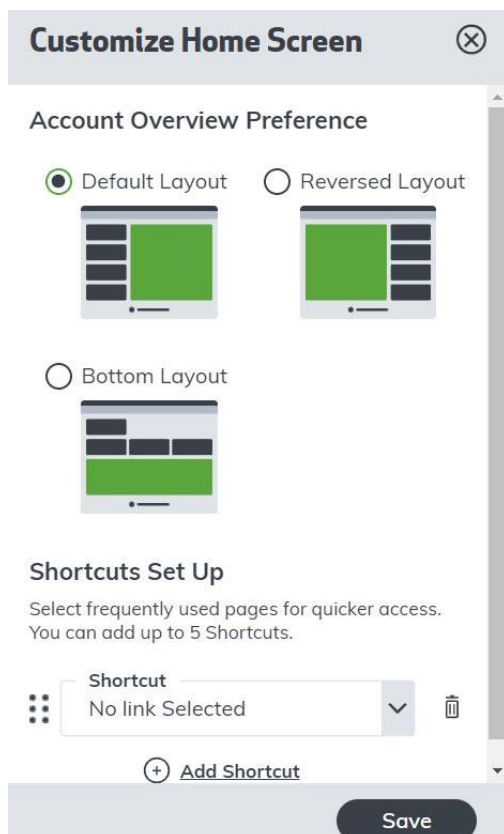 Customize Home Screen
Account Overview Preference
Default Layout
Reversed Layout
Bottom Layout
Shortcuts Set Up
Select frequently used pages for quicker access.
You can add up to 5 Shortcuts.
Shortcut
No link Selected
Add Shortcut
Save